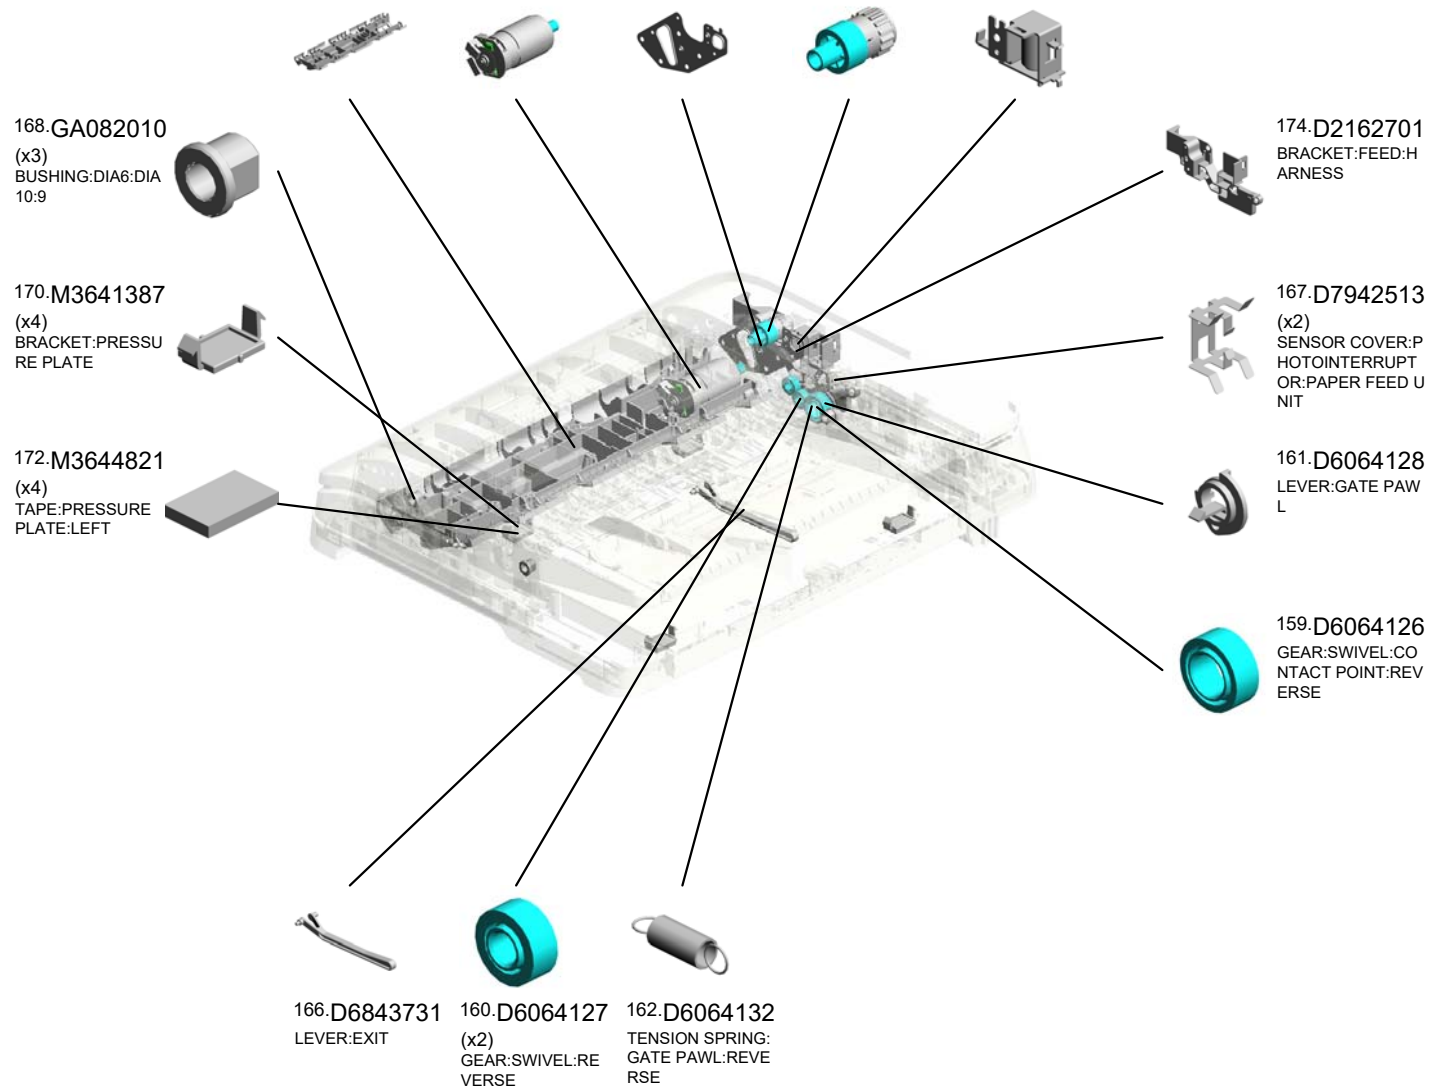 168.GA082010
(x3)
BUSHING:DIA6:DIA
10:9
170.M3641387
(x4)
BRACKET:PRESSU
RE PLATE
172.M3644821
(x4)
TAPE:PRESSURE
PLATE:LEFT
174.D2162701
BRACKET:FEED:H
ARNESS
167.D7942513
(x2)
SENSOR COVER:P
HOTOINTERRUPT
OR:PAPER FEED U
NIT
161.D6064128
LEVER:GATE PAW
L
159.D6064126
GEAR:SWIVEL:CO
NTACT POINT:REV
ERSE
166.D6843731
LEVER:EXIT
160.D6064127
(x2)
GEAR:SWIVEL:RE
VERSE
162.D6064132
TENSION SPRING:
GATE PAWL:REVE
RSE